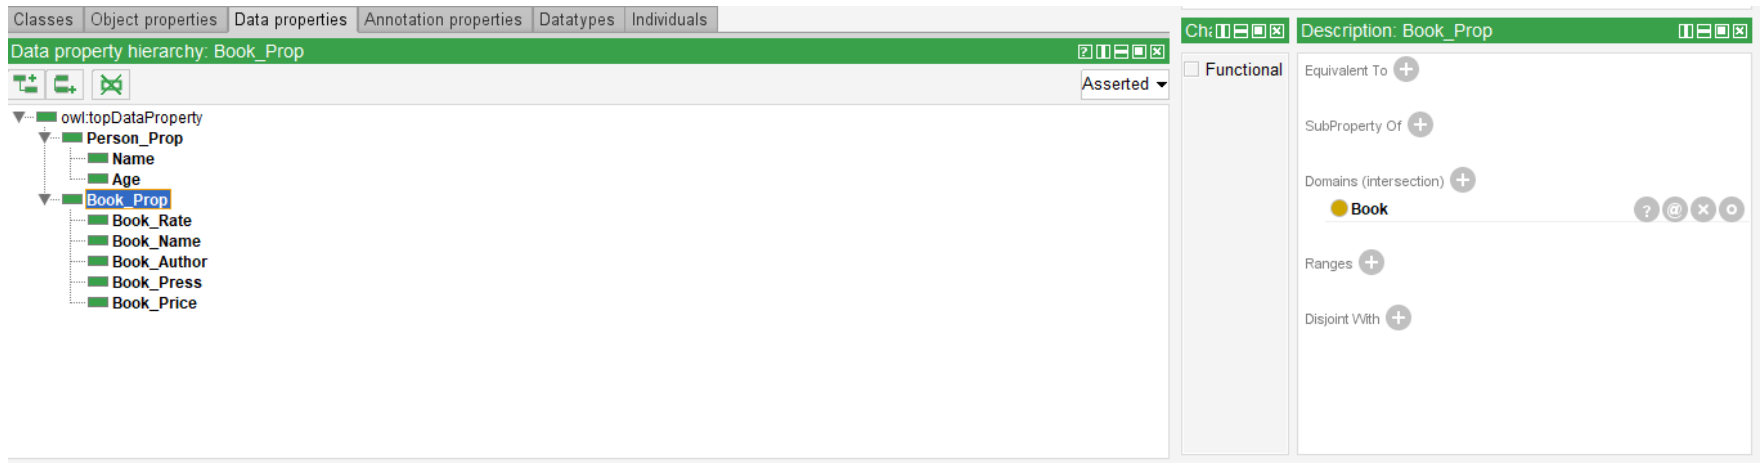 Classes Object properties Data properties Annotation properties Datatypes Individuals
Data property hierarchy: Book_Prop
Asserted
owl:topDataProperty
Person_Prop
Name
Age
Book_Prop
Book_Rate
Book_Name
Book_Author
Book_Press
Book_Price
Cha
Functional
Description: Book_Prop
Equivalent To
SubProperty Of
Domains (intersection)
Book
Ranges
Disjoint With